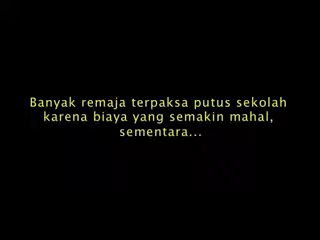 Banyak remaja terpaksa putus sekolah
karena biaya yang semakin mahal,
sementara...